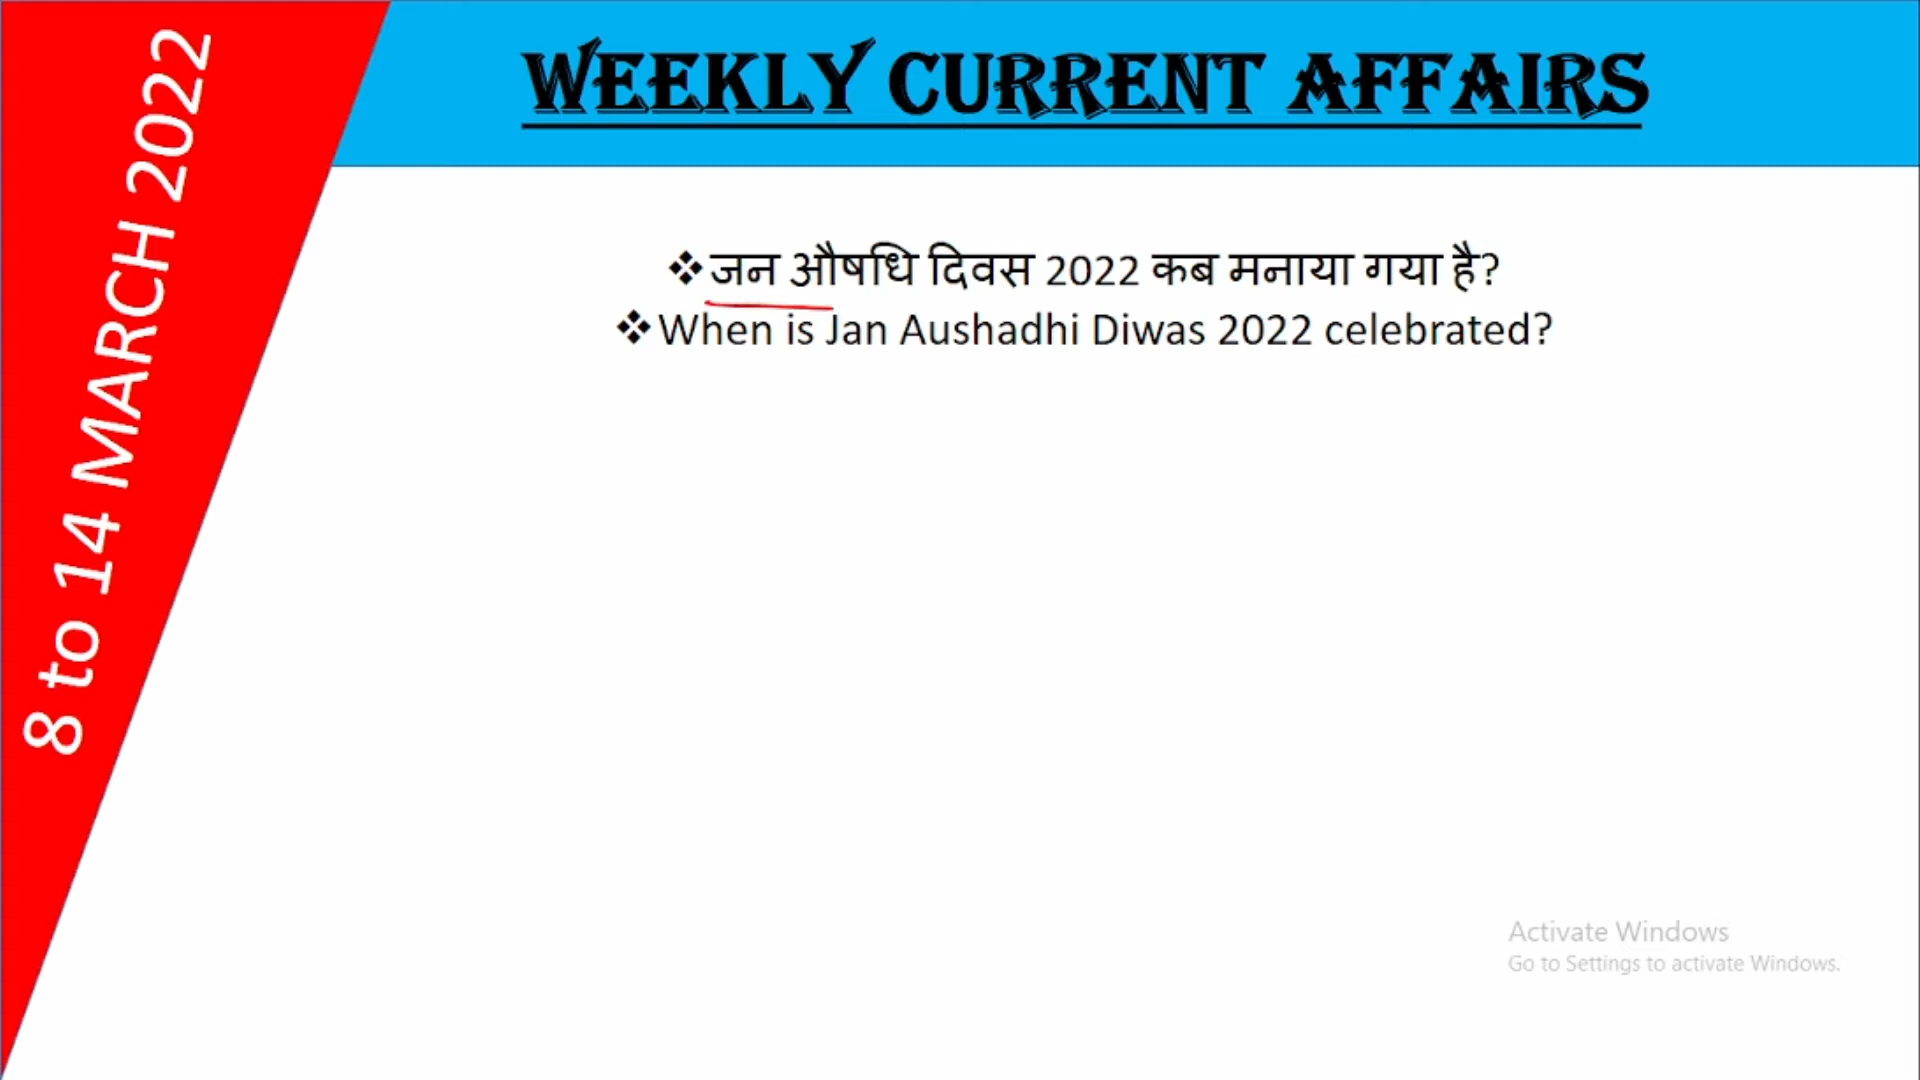 8 to 14 MARCH 2022
WEEKLY CURRENT AFFAIRS
❖जन औषधि दिवस 2022 कब मनाया गया है?
❖When is Jan Aushadhi Diwas 2022 celebrated?
Activate Windows
Go to Settings to activate Windows.